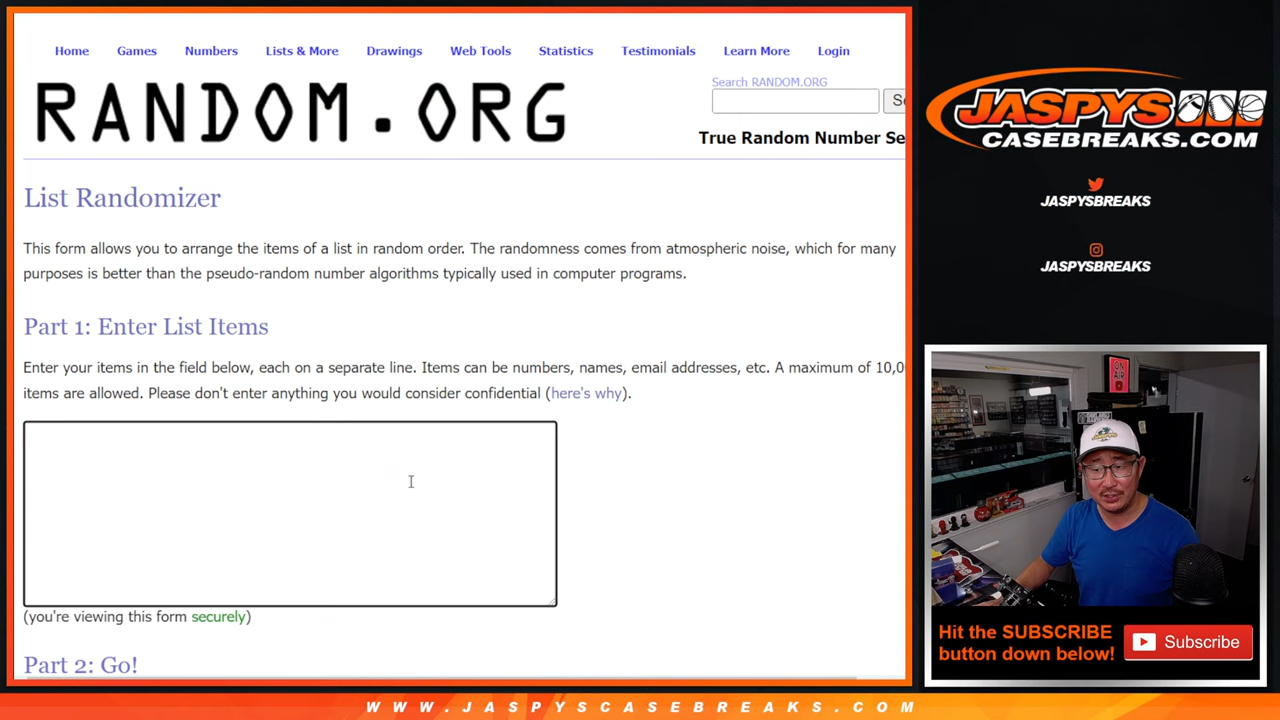 Home Games Numbers Lists & More Drawings Web Tools Statistics Testimonials Learn More Login
Search RANDOM.ORG
RANDOM.ORG
True Random Number Se
List Randomizer
This form allows you to arrange the items of a list in random order. The randomness comes from atmospheric noise, which for many
purposes is better than the pseudo-random number algorithms typically used in computer programs.
Part 1: Enter List Items
Enter your items in the field below, each on a separate line. Items can be numbers, names, email addresses, etc. A maximum of 10,0
items are allowed. Please don't enter anything you would consider confidential (here's why).
(you're viewing this form securely)
Part 2: Go!
JASPYS
CASEBREAKS.COM
JASPYSBREAKS
JASPYSBREAKS
ON
AIR
Hit the SUBSCRIBE
button down below!
Subscribe
WWW.JASPYSCASEBREAKS.COM